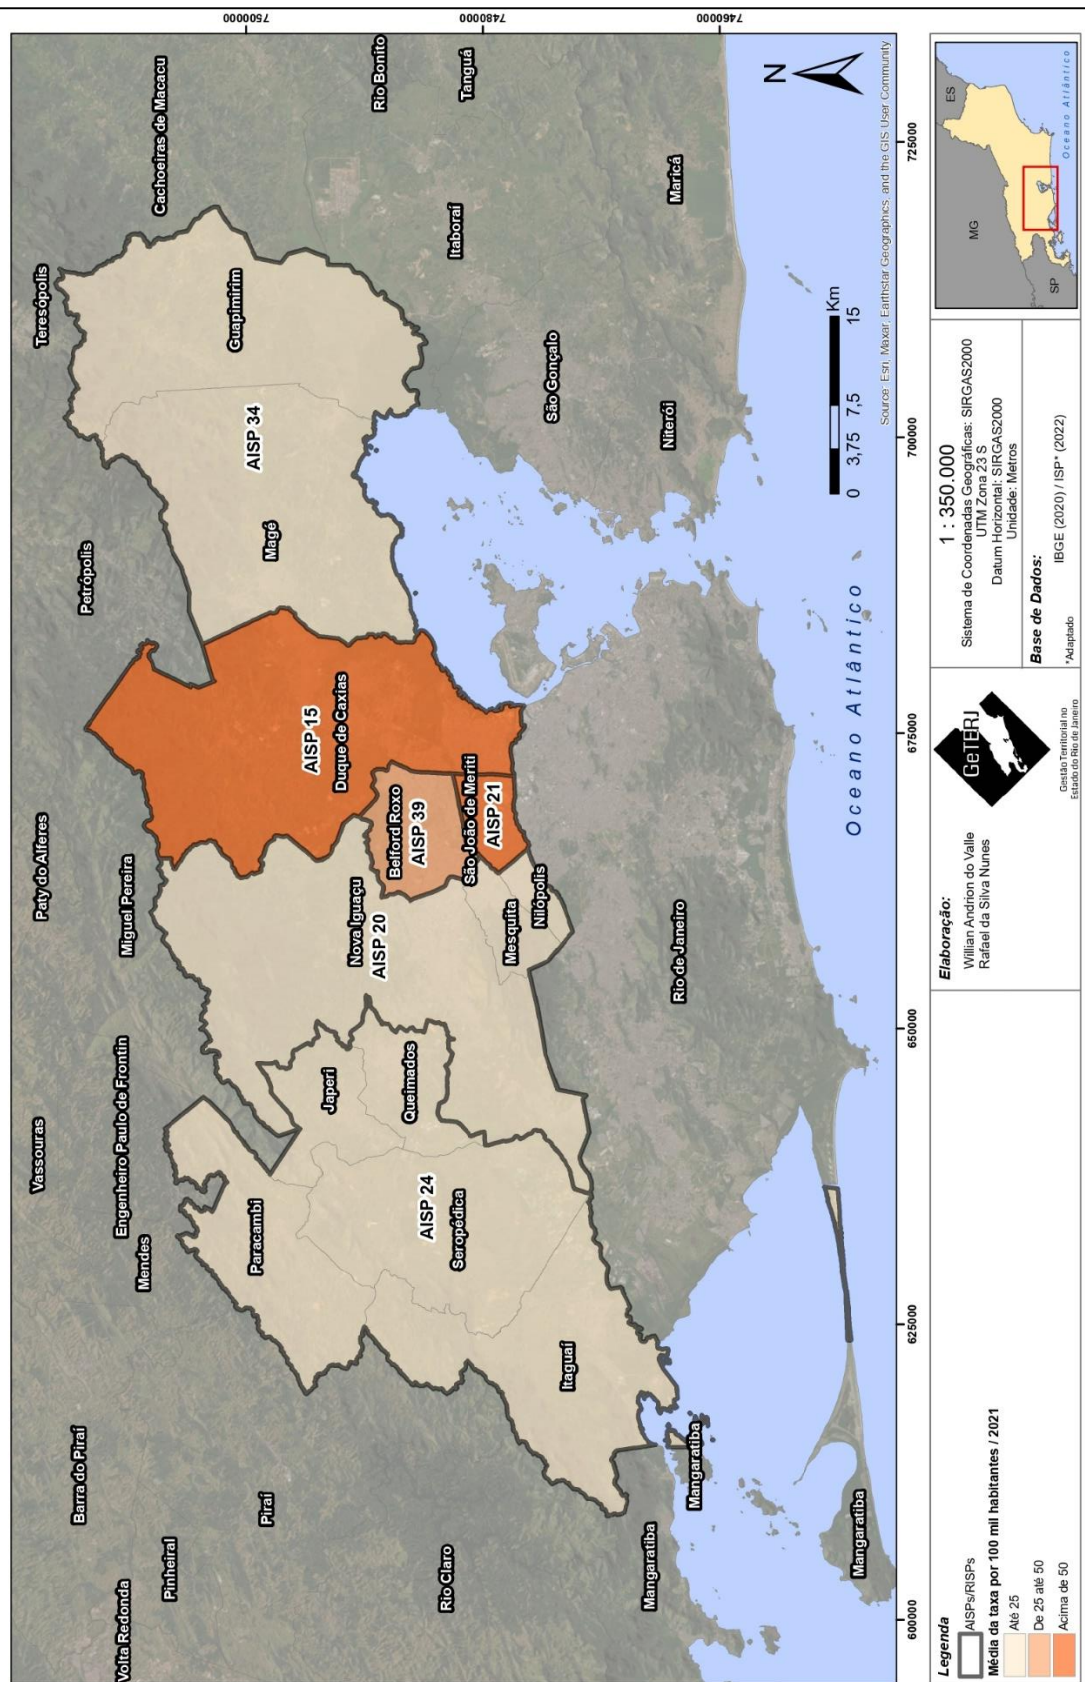 Vassouras
Paty do Alferes
Teresópolis
Barra do Piraí
Petrópolis
Volta Redonda
Engenheiro Paulo de Frontin
Miguel Pereira
Cachoeiras de Macacu
Mendes
Pinheiral
Piraí
Paracambi
Guapimirim
AISP 34
Magé
AISP 15
Duque de Caxias
Japeri
Nova Iguaçu
AISP 20
Rio Bonito
Belford Roxo
AISP 39
Queimados
AISP 24
Seropédica
Rio Claro
Itaboraí
Tanguá
São João de Meriti
AISP 21
Mesquita
Nilópolis
São Gonçalo
Itaguaí
Mangaratiba
Rio de Janeiro
Niterói
Maricá
Mangaratiba
Mangaratiba
Oceano Atlântico
N
0 3,75 7,5 15
Km
Source: Esri, Maxar, Earthstar Geographics, and the GIS User Community
600000 625000 650000 675000 700000 725000
7500000
7480000
7460000
Legenda
AISPs/RISPs
Média da taxa por 100 mil habitantes / 2021
Até 25
De 25 até 50
Acima de 50
Elaboração:
Willian Andrion do Valle
Rafael da Silva Nunes
GeTERJ
Gestão Territorial no
Estado do Rio de Janeiro
1 : 350.000
Sistema de Coordenadas Geográficas: SIRGAS2000
UTM Zona 23 S
Datum Horizontal: SIRGAS2000
Unidade: Metros
Base de Dados:
IBGE (2020) / ISP* (2022)
*Adaptado
MG
ES
SP
Oceano Atlântico